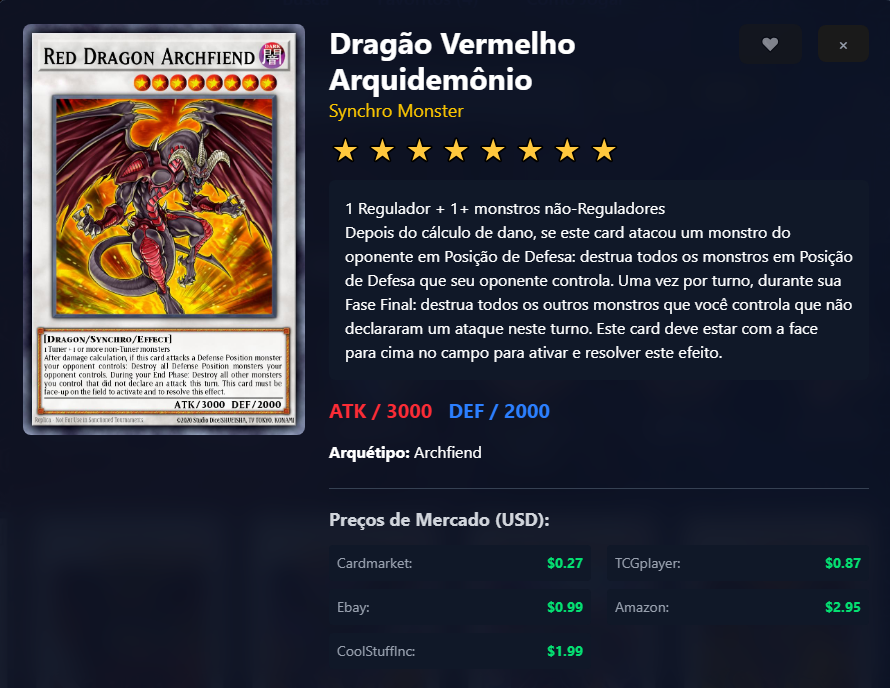 RED DRAGON ARCHFIEND
DARK
闇
[DRAGON/SYNCHRO/EFFECT]
1 Tuner + 1 or more non-Tuner monsters
After damage calculation, if this card attacks a Defense Position monster
your opponent controls: Destroy all Defense Position monsters your
opponent controls. During your End Phase: Destroy all other monsters
you control that did not declare an attack this turn. This card must be
face-up on the field to activate and to resolve this effect.
ATK/3000 DEF/2000
Replica - Not For Use in Sanctioned Tournaments.
©2020 Studio Dice/SHUEISHA, TV TOKYO, KONAMI
Dragão Vermelho
Arquidemônio
Synchro Monster
1 Regulador + 1+ monstros não-Reguladores
Depois do cálculo de dano, se este card atacou um monstro do
oponente em Posição de Defesa: destrua todos os monstros em Posição
de Defesa que seu oponente controla. Uma vez por turno, durante sua
Fase Final: destrua todos os outros monstros que você controla que não
declararam um ataque neste turno. Este card deve estar com a face
para cima no campo para ativar e resolver este efeito.
ATK / 3000 DEF / 2000
Arquétipo: Archfiend
Preços de Mercado (USD):
Cardmarket: $0.27
TCGplayer: $0.87
Ebay: $0.99
Amazon: $2.95
CoolStuffInc: $1.99